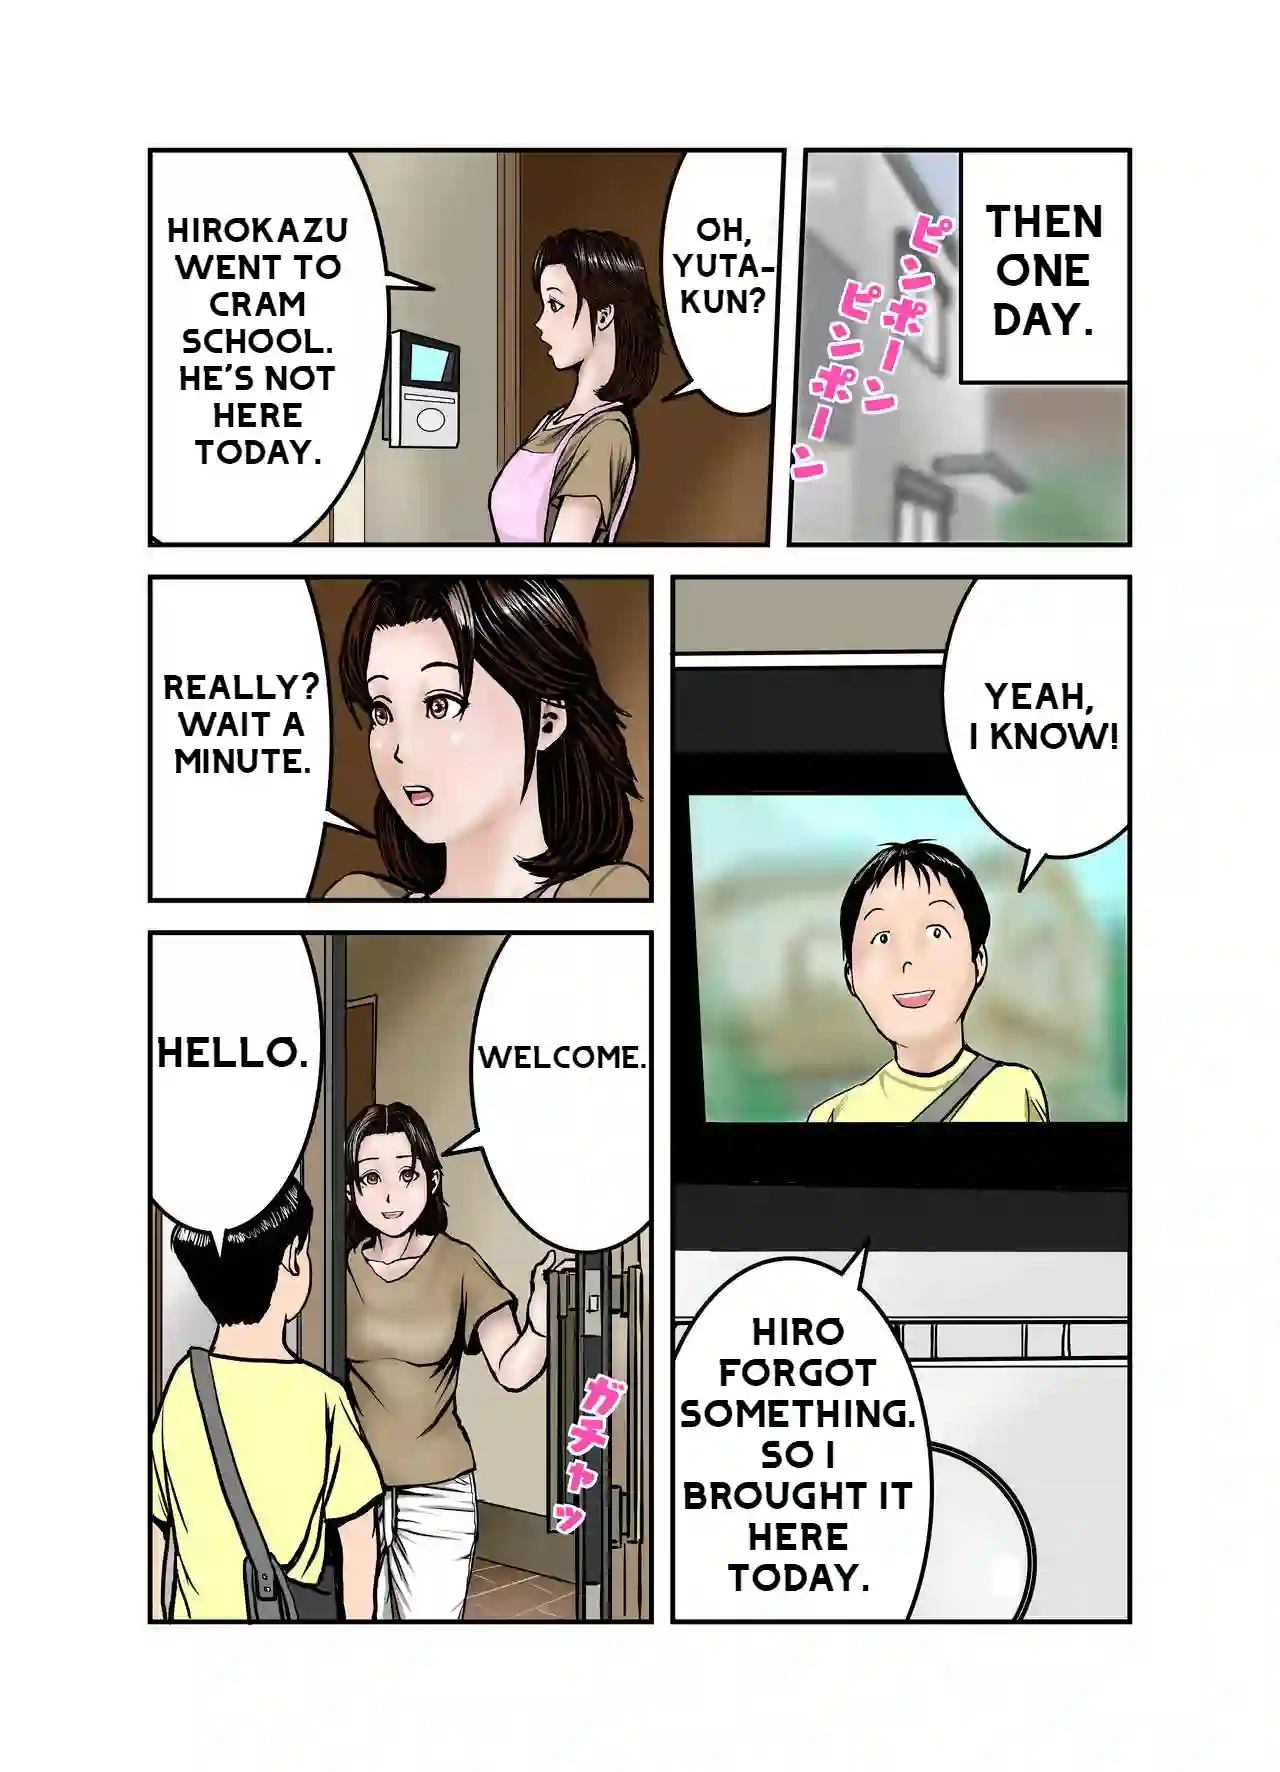 THEN
ONE
DAY.
ピンポーン
ピンポーン
OH,
YUTA-
KUN?
HIROKAZU
WENT TO
CRAM
SCHOOL.
HE'S NOT
HERE
TODAY.
YEAH,
I KNOW!
HIRO
FORGOT
SOMETHING.
SO I
BROUGHT IT
HERE
TODAY.
REALLY?
WAIT A
MINUTE.
WELCOME.
ガチャッ
HELLO.